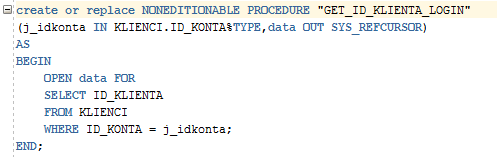 create or replace NONEDITIONABLE PROCEDURE "GET_ID_KLIENTA_LOGIN"
(j_idkonta IN KLIENCI.ID_KONTA%TYPE,data OUT SYS_REFCURSOR)
AS
BEGIN
    OPEN data FOR
    SELECT ID_KLIENTA
    FROM KLIENCI
    WHERE ID_KONTA = j_idkonta;
END;